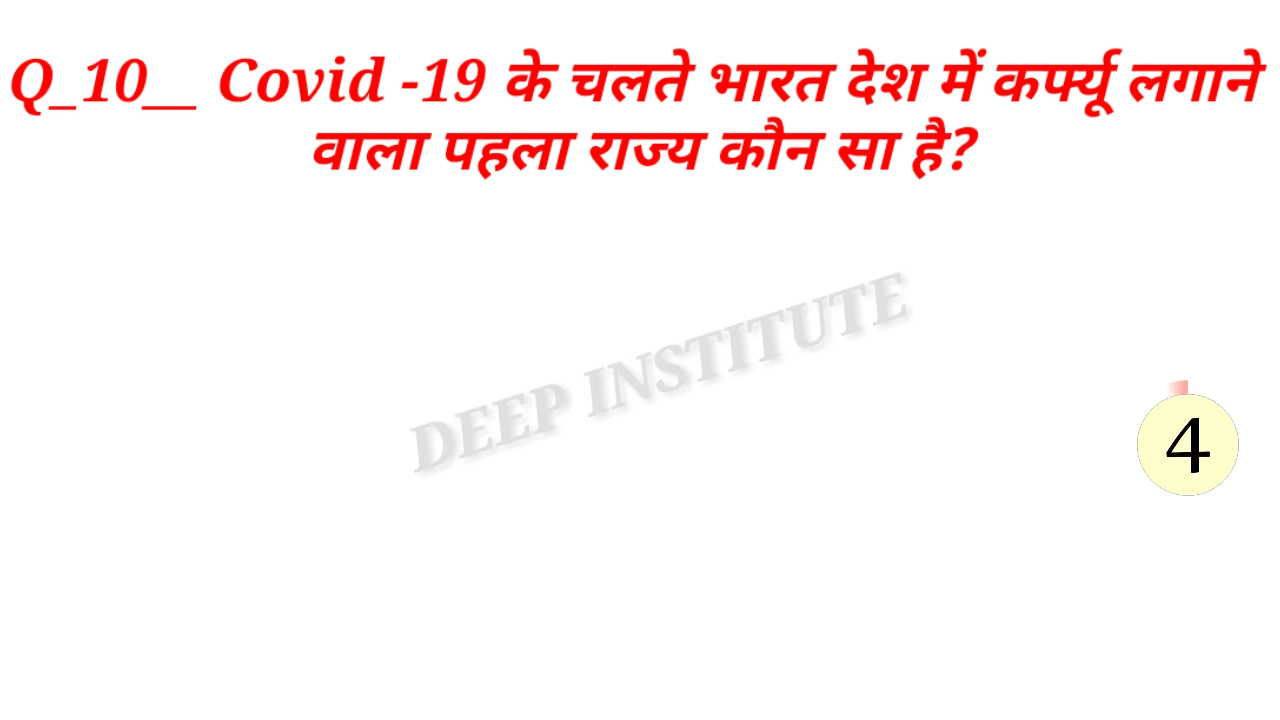 Q_10__ Covid -19 के चलते भारत देश में कर्फ्यू लगाने
वाला पहला राज्य कौन सा है?
DEEP INSTITUTE
4